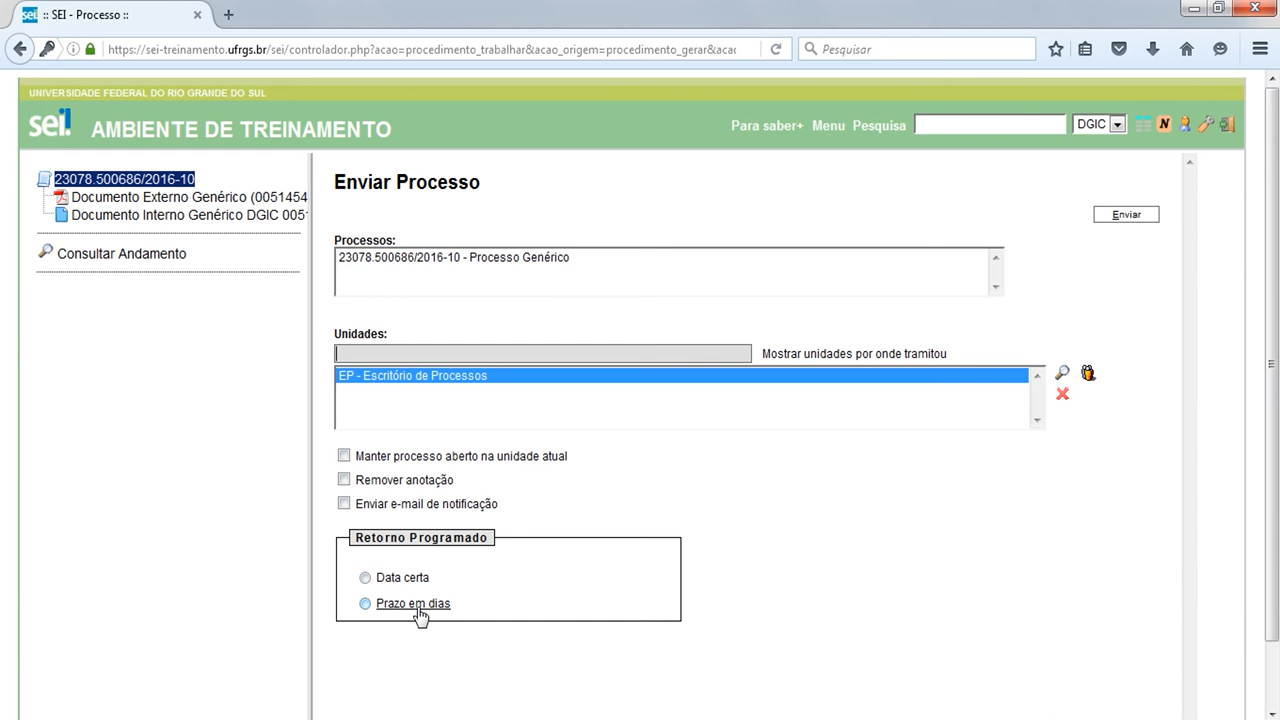 :: SEI - Processo ::
https://sei-treinamento.ufrgs.br/sei/controlador.php?acao=procedimento_trabalhar&acao_origem=procedimento_gerar&acac
Pesquisar
UNIVERSIDADE FEDERAL DO RIO GRANDE DO SUL
sei! AMBIENTE DE TREINAMENTO
Para saber+ Menu Pesquisa DGIC
23078.500686/2016-10
Documento Externo Genérico (0051454
Documento Interno Genérico DGIC 005
Consultar Andamento
Enviar Processo
Enviar
Processos:
23078.500686/2016-10 - Processo Genérico
Unidades:
Mostrar unidades por onde tramitou
EP - Escritório de Processos
Manter processo aberto na unidade atual
Remover anotação
Enviar e-mail de notificação
Retorno Programado
Data certa
Prazo em dias